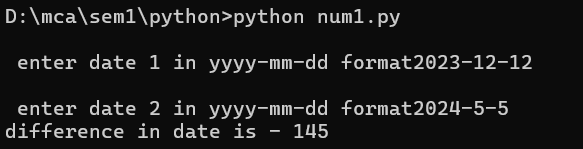 D:\mca\sem1\python>python num1.py
enter date 1 in yyyy-mm-dd format2023-12-12
enter date 2 in yyyy-mm-dd format2024-5-5
difference in date is - 145